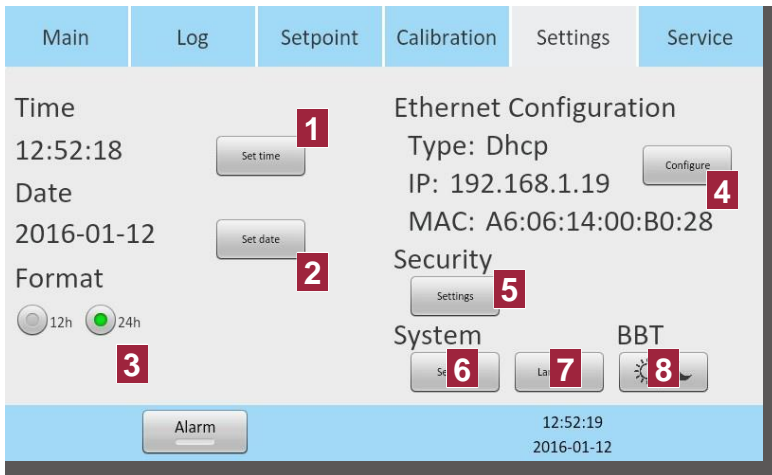 Main Log Setpoint Calibration Settings Service
Time
1
12:52:18
Set time
Date
2016-01-12
Set date
2
Format
12h 24h
3
Ethernet Configuration
Type: Dhcp
Configure
IP: 192.168.1.19
4
MAC: A6:06:14:00:B0:28
Security
Settings
5
System
BBT
6
7
8
Alarm
12:52:19
2016-01-12